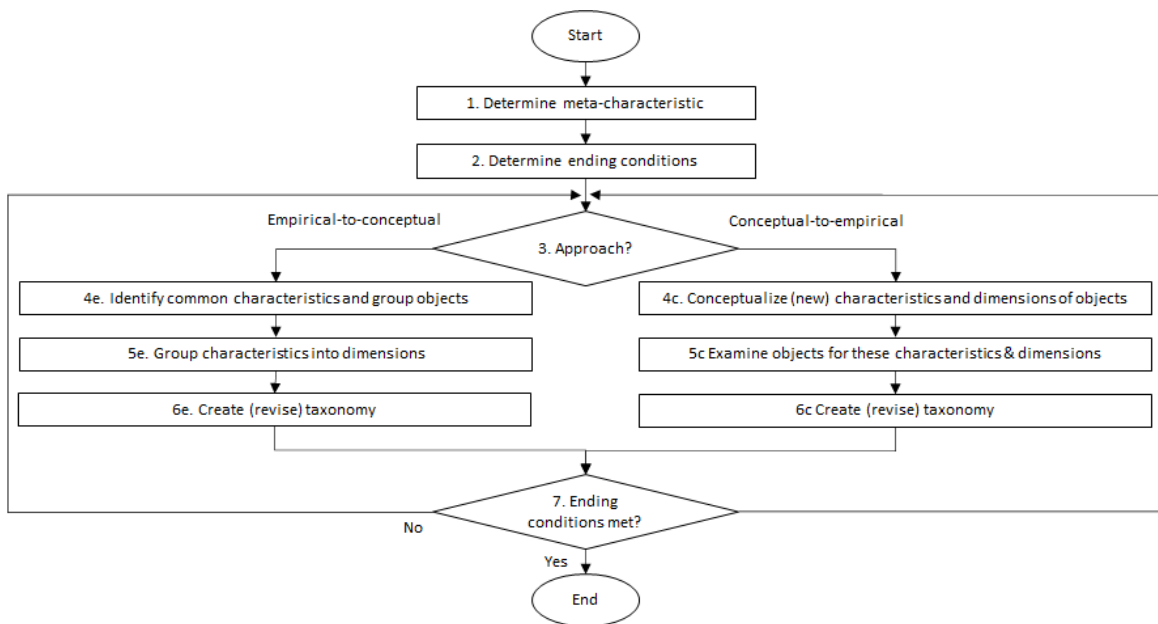 Start
1. Determine meta-characteristic
2. Determine ending conditions
Empirical-to-conceptual
Conceptual-to-empirical
3. Approach?
4e. Identify common characteristics and group objects
4c. Conceptualize (new) characteristics and dimensions of objects
5e. Group characteristics into dimensions
5c Examine objects for these characteristics & dimensions
6e. Create (revise) taxonomy
6c Create (revise) taxonomy
7. Ending
conditions met?
No
Yes
End